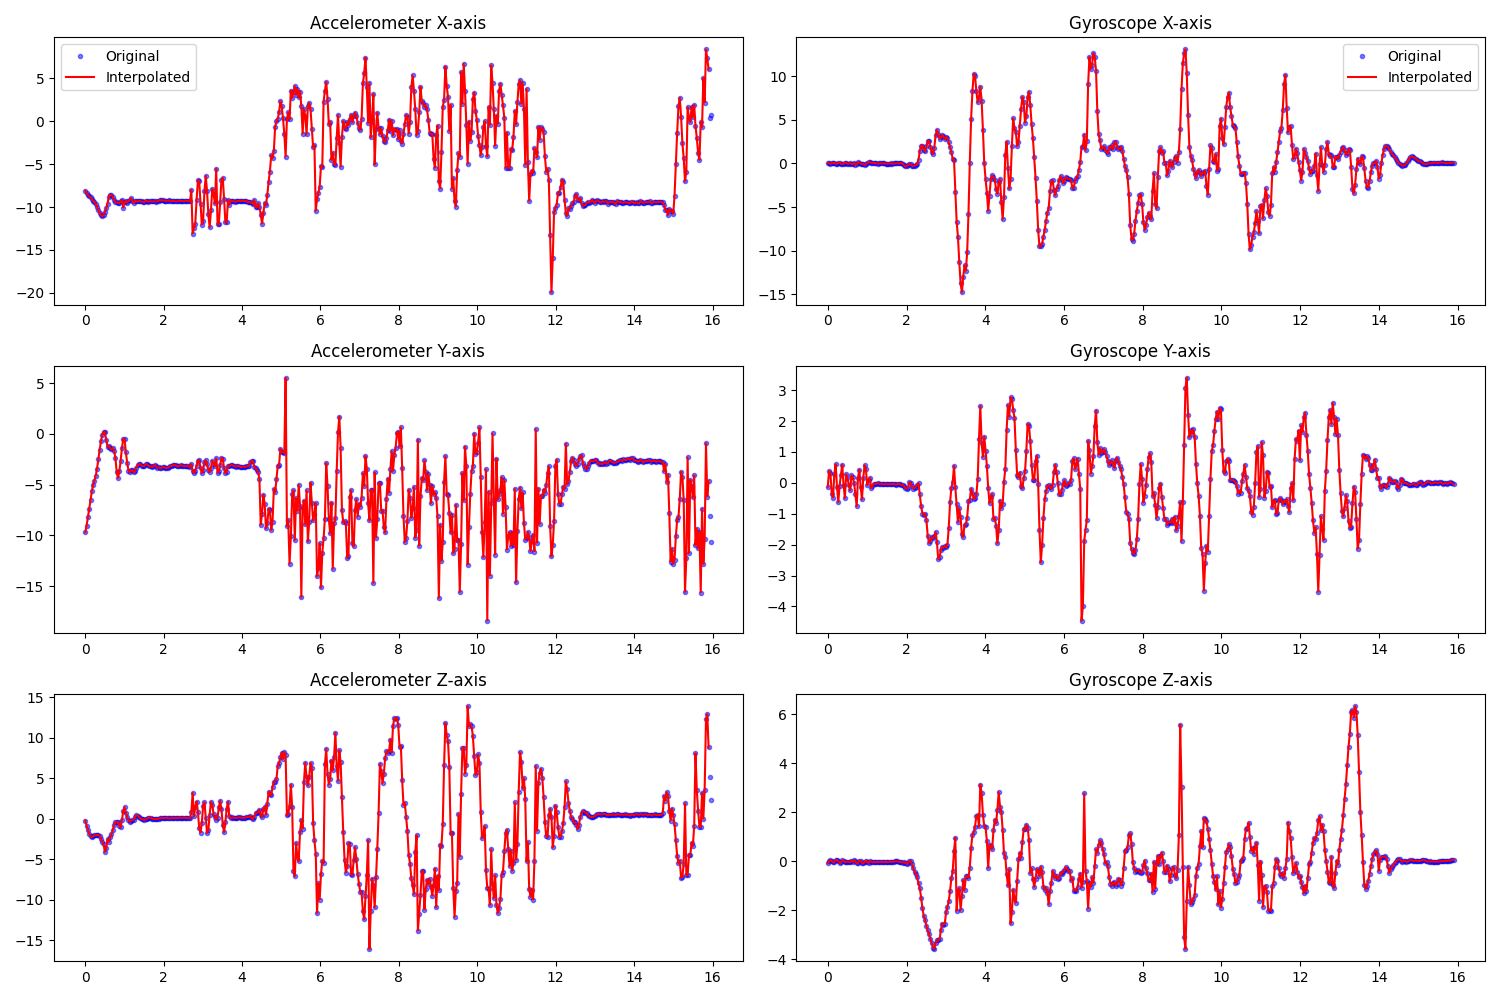 Accelerometer X-axis
Original
Interpolated
5
0
−5
−10
−15
−20
0 2 4 6 8 10 12 14 16
Gyroscope X-axis
Original
Interpolated
10
5
0
−5
−10
−15
0 2 4 6 8 10 12 14 16
Accelerometer Y-axis
5
0
−5
−10
−15
0 2 4 6 8 10 12 14 16
Gyroscope Y-axis
3
2
1
0
−1
−2
−3
−4
0 2 4 6 8 10 12 14 16
Accelerometer Z-axis
15
10
5
0
−5
−10
−15
0 2 4 6 8 10 12 14 16
Gyroscope Z-axis
6
4
2
0
−2
−4
0 2 4 6 8 10 12 14 16